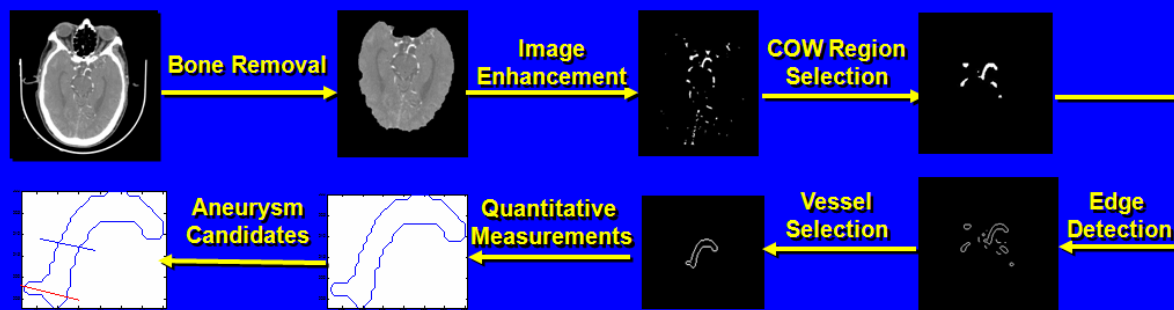 Bone Removal
Image
Enhancement
COW Region
Selection
Edge
Detection
Vessel
Selection
Quantitative
Measurements
Aneurysm
Candidates